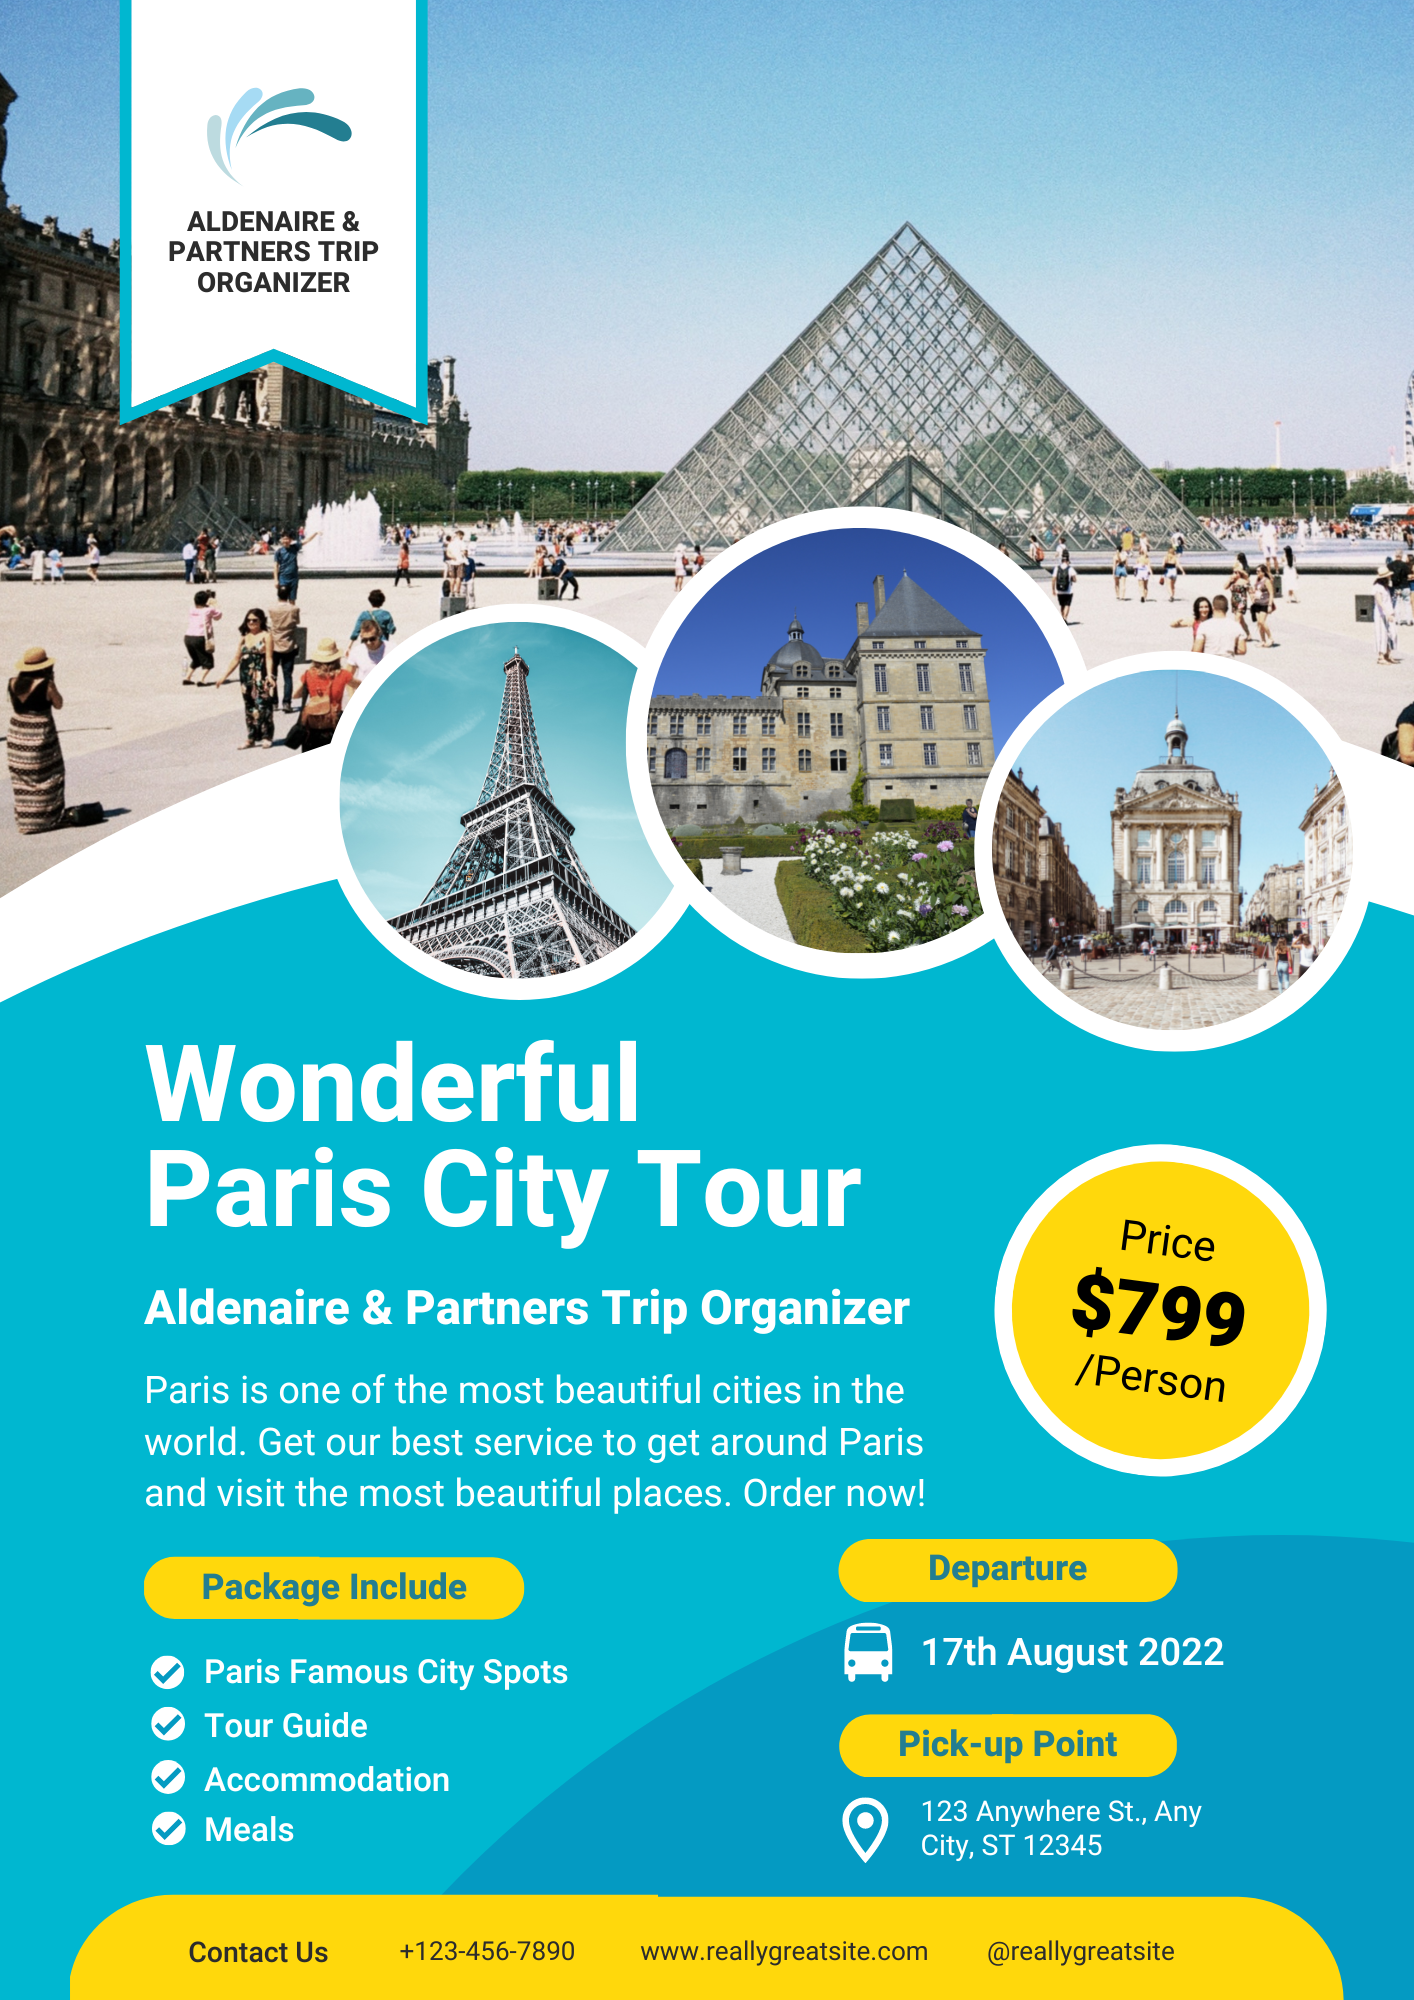 ALDENAIRE &
PARTNERS TRIP
ORGANIZER
Wonderful
Paris City Tour
Aldenaire & Partners Trip Organizer
Paris is one of the most beautiful cities in the
world. Get our best service to get around Paris
and visit the most beautiful places. Order now!
Price
$799
/Person
Package Include
Paris Famous City Spots
Tour Guide
Accommodation
Meals
Departure
17th August 2022
Pick-up Point
123 Anywhere St., Any
City, ST 12345
Contact Us
+123-456-7890
www.reallygreatsite.com
@reallygreatsite